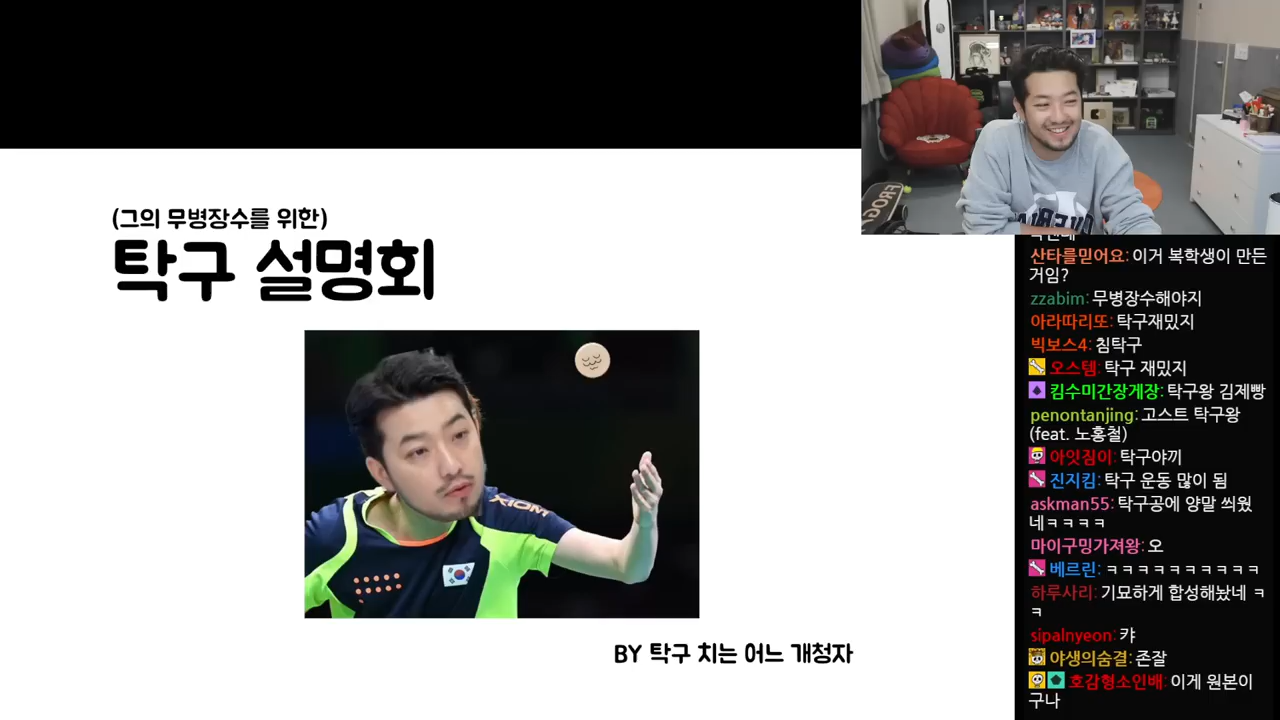 (그의 무병장수를 위한)
탁구 설명회
XIOM
BY 탁구 치는 어느 개청자
FROG
산타를믿어요: 이거 복학생이 만든
거임?
zzabim: 무병장수해야지
아라따리또: 탁구재밌지
빅보스4: 침탁구
오스템: 탁구 재밌지
킴수미간장게장: 탁구왕 김제빵
penontanjing: 고스트 탁구왕
(feat. 노홍철)
아잇짐이: 탁구야끼
진지킴: 탁구 운동 많이 됨
askman55: 탁구공에 양말 씌웠
네ㅋㅋㅋㅋ
마이구밍가져왕: 오
베르린: ㅋㅋㅋㅋㅋㅋㅋㅋㅋㅋ
하루사리: 기묘하게 합성해놨네 ㅋ
ㅋ
sipalnyeon: 캬
야생의숨결: 존잘
호감형소인배: 이게 원본이
구나